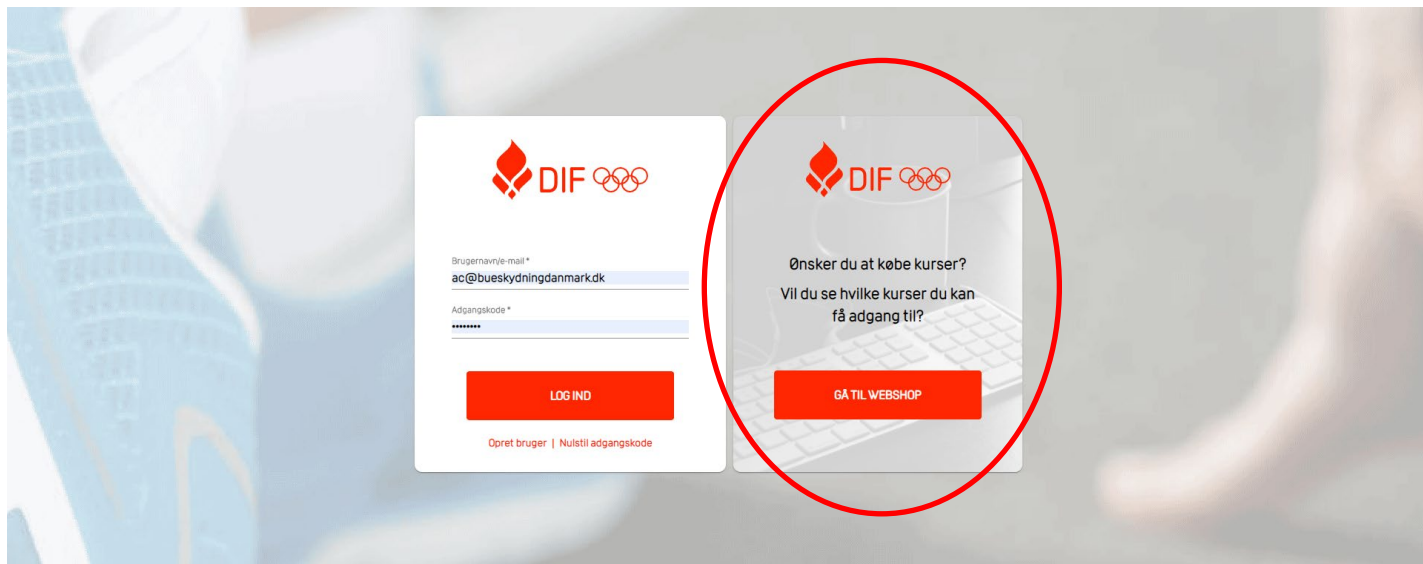 DIF
Brugernavn/e-mail *
ac@bueskydningdanmark.dk
Adgangskode *
••••••••
LOG IND
Opret bruger | Nulstil adgangskode
DIF
Ønsker du at købe kurser?
Vil du se hvilke kurser du kan
få adgang til?
GÅ TIL WEBSHOP